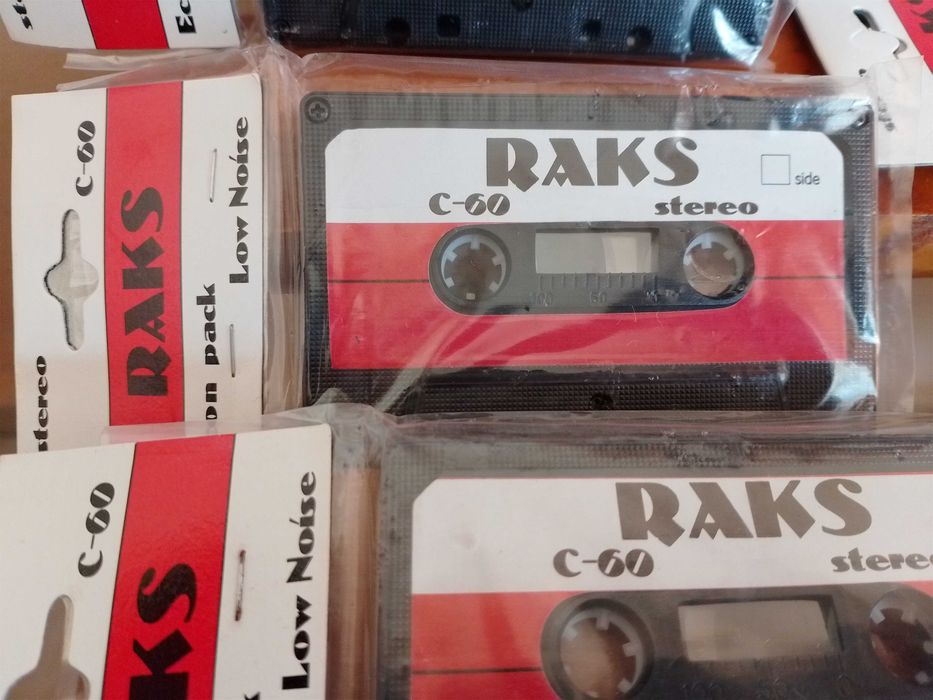 C-60
RAKS
stereo
on pack
Low Noise
RAKS
side
C-60
stereo
100 50
C-60
KS
Low Noise
RAKS
C-60
stereo